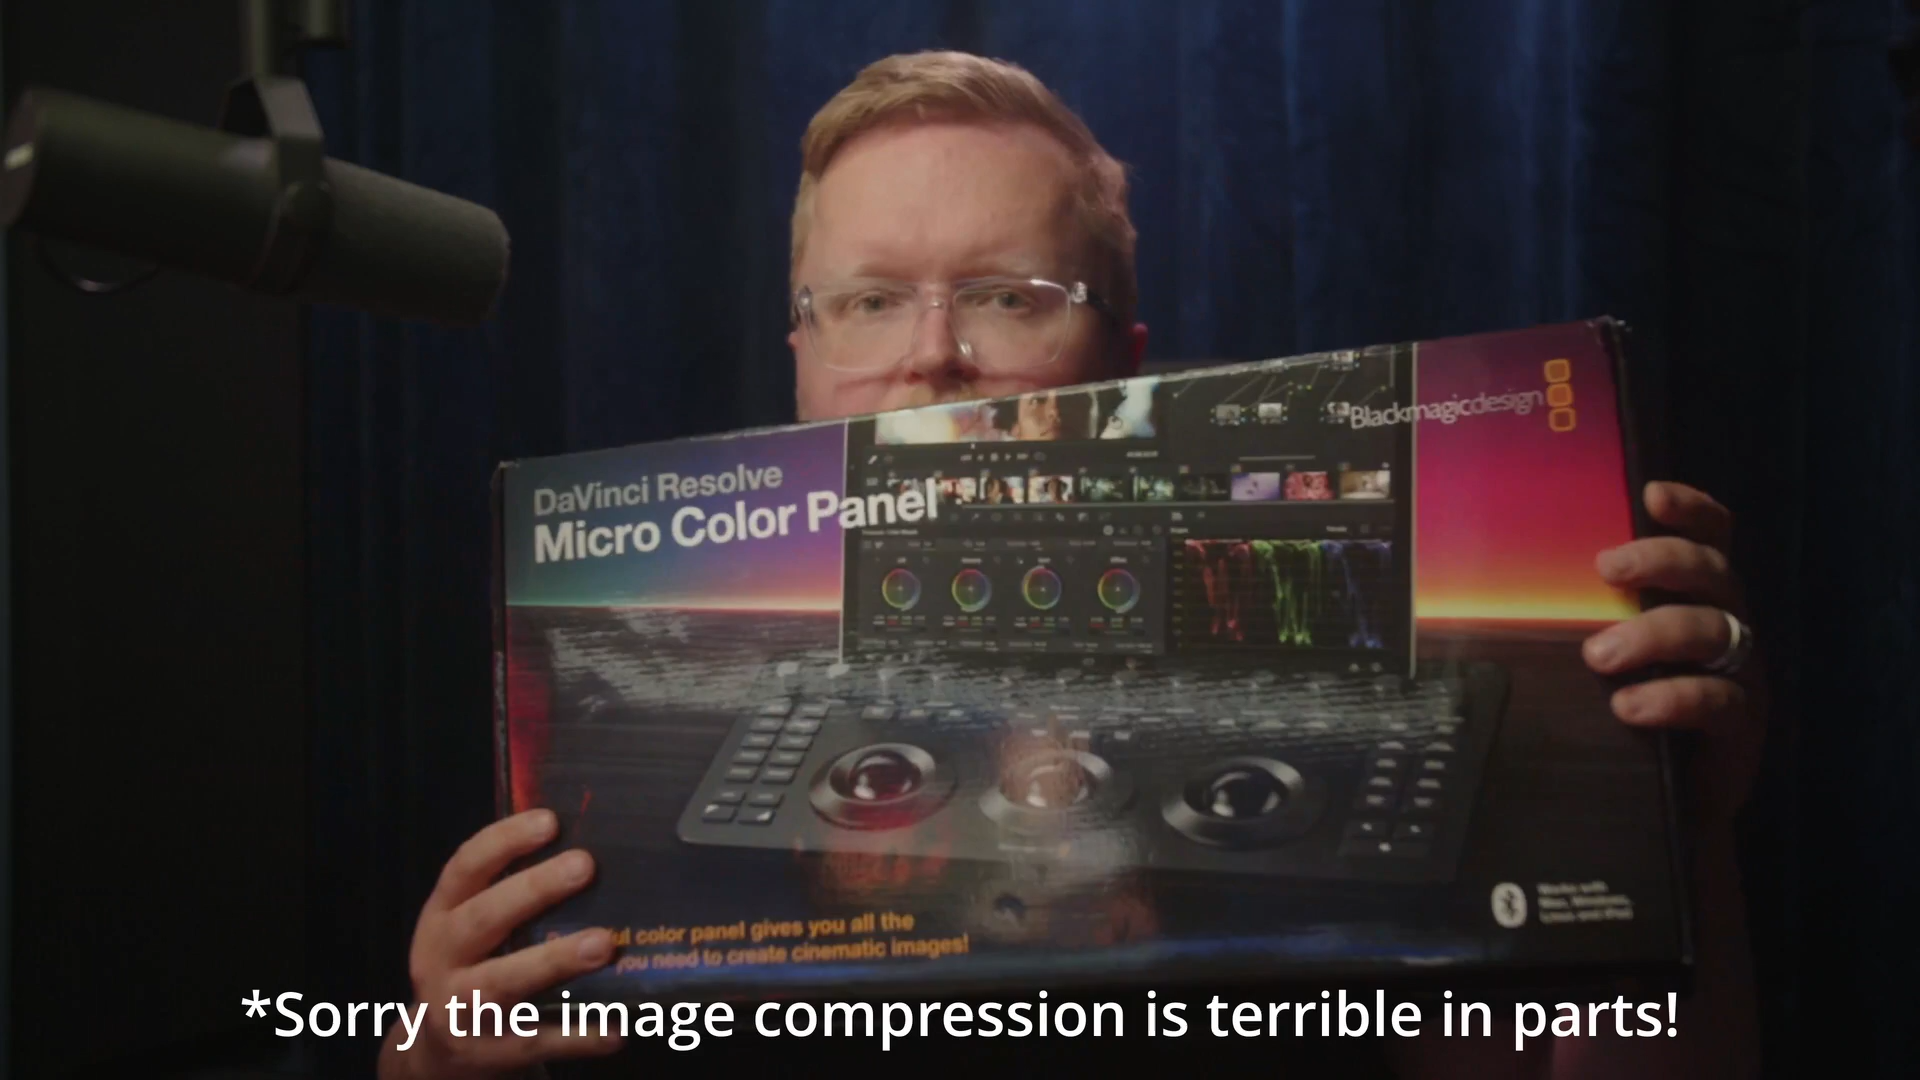 Blackmagicdesign
DaVinci Resolve
Micro Color Panel
color panel gives you all the
you need to create cinematic images!
*Sorry the image compression is terrible in parts!